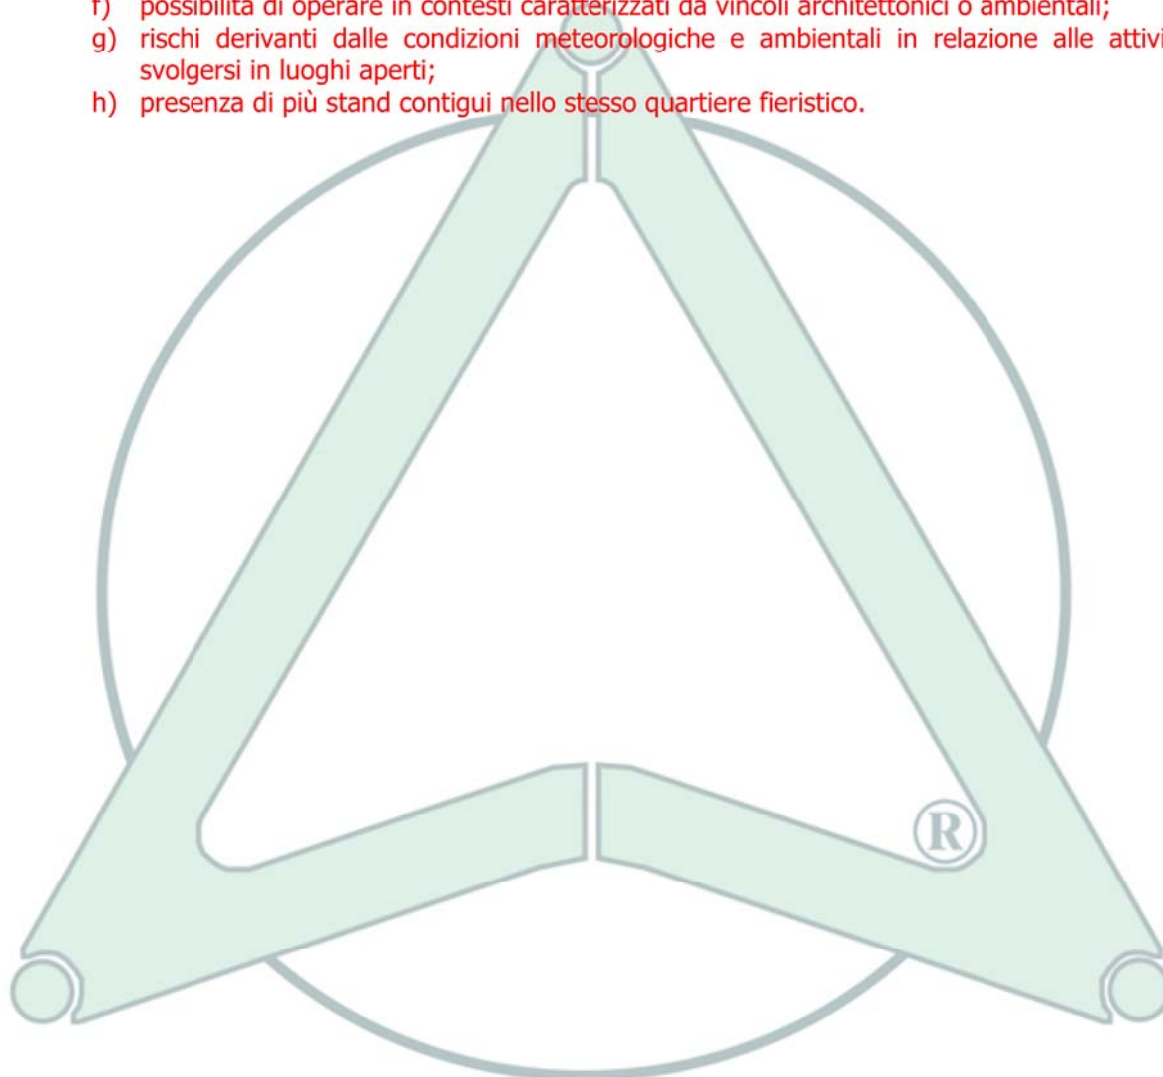 f) possibilità di operare in contesti caratterizzati da vincoli architettonici o ambientali;
g) rischi derivanti dalle condizioni meteorologiche e ambientali in relazione alle attivi
svolgersi in luoghi aperti;
h) presenza di più stand contigui nello stesso quartiere fieristico.
®